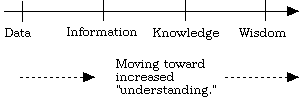 Data Information Knowledge Wisdom
Moving toward
increased
"understanding."